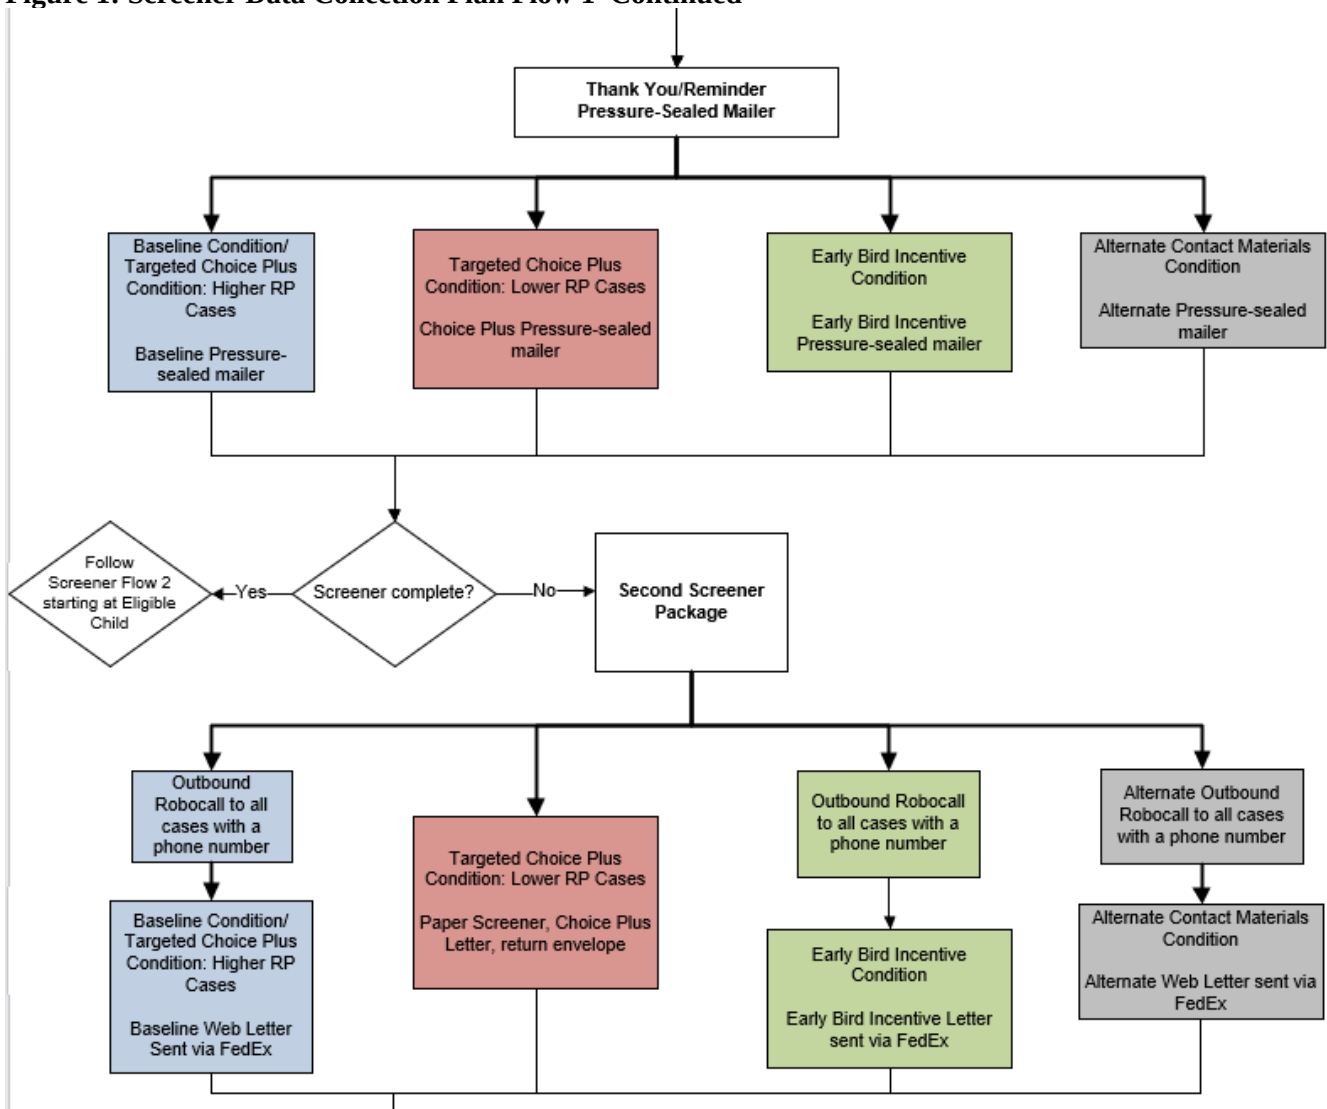 Figure 1: Screener Data Collection Plan Flow 1- Continued
Thank You/Reminder
Pressure-Sealed Mailer
Baseline Condition/
Targeted Choice Plus
Condition: Higher RP
Cases
Baseline Pressure-
sealed mailer
Targeted Choice Plus
Condition: Lower RP Cases
Choice Plus Pressure-sealed
mailer
Early Bird Incentive
Condition
Early Bird Incentive
Pressure-sealed mailer
Alternate Contact Materials
Condition
Alternate Pressure-sealed
mailer
Follow
Screener Flow 2
starting at Eligible
Child
Yes
Screener complete?
No
Second Screener
Package
Outbound
Robocall to all
cases with a
phone number
Baseline Condition/
Targeted Choice Plus
Condition: Higher RP
Cases
Baseline Web Letter
Sent via FedEx
Targeted Choice Plus
Condition: Lower RP Cases
Paper Screener, Choice Plus
Letter, return envelope
Outbound Robocall
to all cases with a
phone number
Early Bird Incentive
Condition
Early Bird Incentive Letter
sent via FedEx
Alternate Outbound
Robocall to all cases
with a phone number
Alternate Contact Materials
Condition
Alternate Web Letter sent via
FedEx